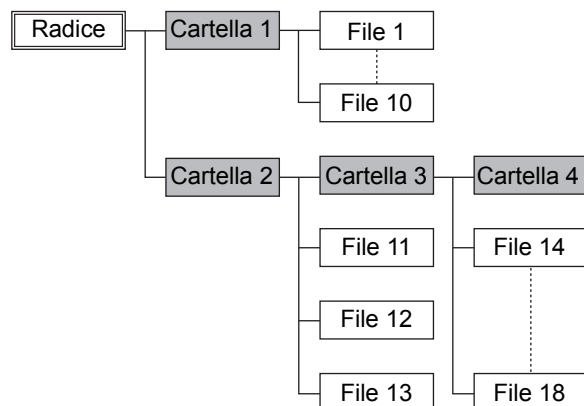 Radice
Cartella 1
File 1
File 10
Cartella 2
Cartella 3
Cartella 4
File 11
File 14
File 12
File 13
File 18